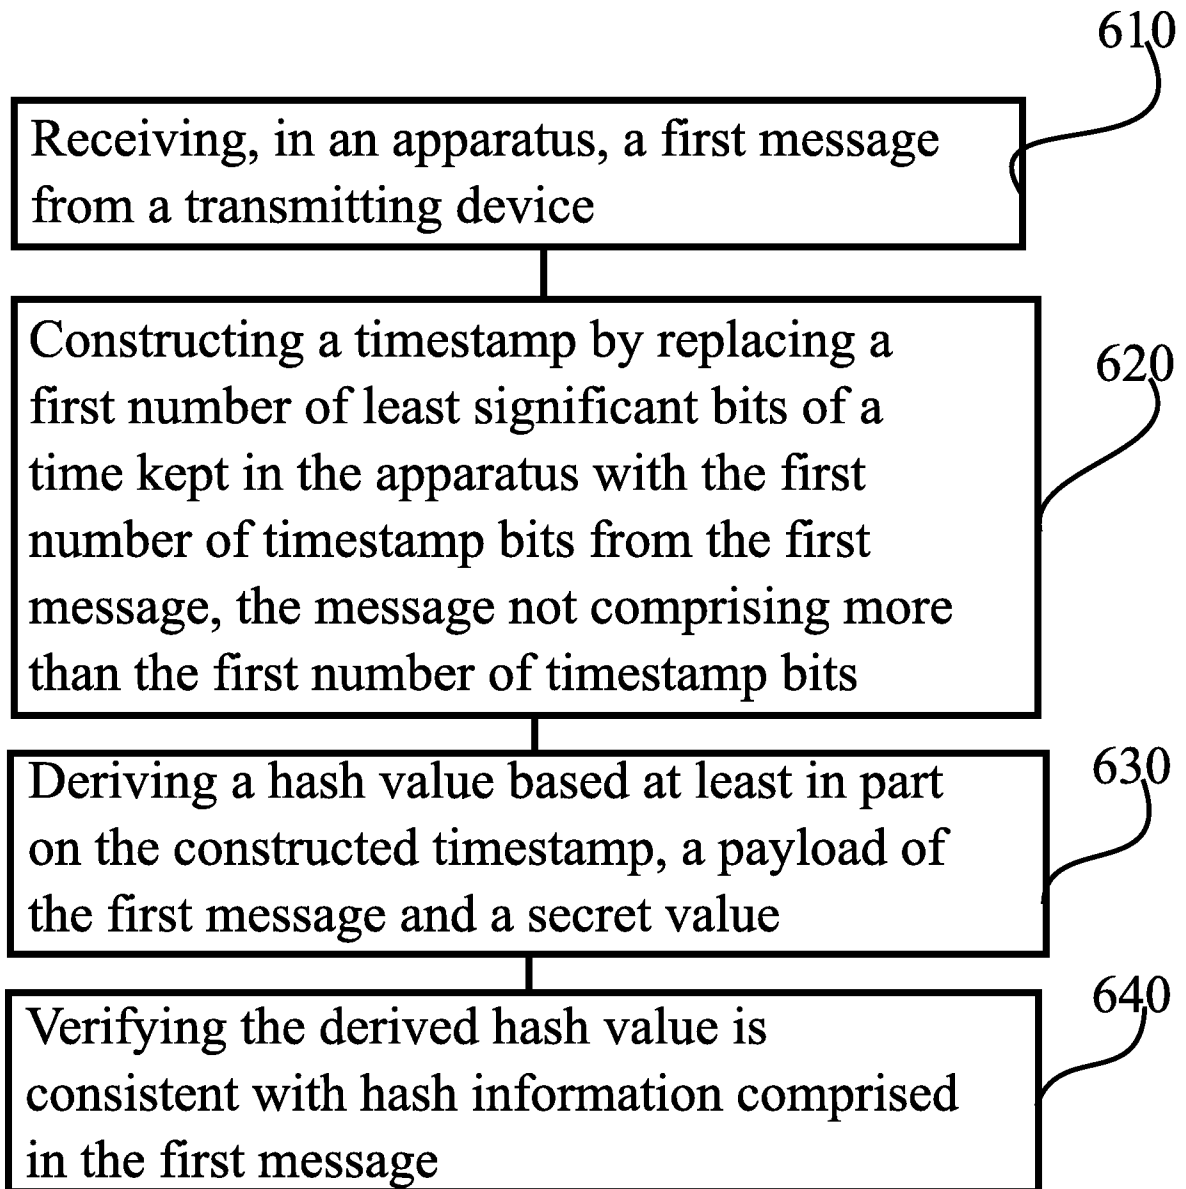 610
Receiving, in an apparatus, a first message
from a transmitting device
Constructing a timestamp by replacing a
first number of least significant bits of a
time kept in the apparatus with the first
number of timestamp bits from the first
message, the message not comprising more
than the first number of timestamp bits
620
Deriving a hash value based at least in part
on the constructed timestamp, a payload of
the first message and a secret value
630
Verifying the derived hash value is
consistent with hash information comprised
in the first message
640